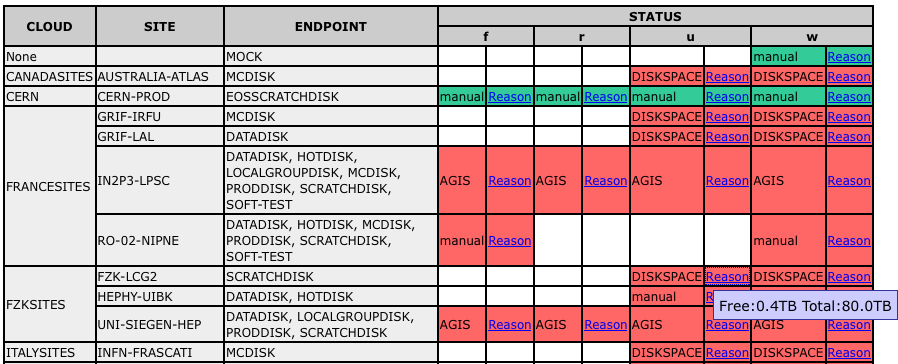 CLOUD SITE ENDPOINT STATUS
f r u w
None MOCK manual Reason
CANADASITES AUSTRALIA-ATLAS MCDISK DISKSPACE Reason DISKSPACE Reason
CERN CERN-PROD EOSSCRATCHDISK manual Reason manual Reason manual Reason manual Reason
FRANCESITES
GRIF-IRFU MCDISK DISKSPACE Reason DISKSPACE Reason
GRIF-LAL DATADISK DISKSPACE Reason DISKSPACE Reason
DATADISK, HOTDISK,
LOCALGROUPDISK, MCDISK,
IN2P3-LPSC PRODDISK, SCRATCHDISK, AGIS Reason AGIS Reason AGIS Reason AGIS Reason
SOFT-TEST
DATADISK, HOTDISK, MCDISK,
RO-02-NIPNE PRODDISK, SCRATCHDISK, manual Reason manual Reason
SOFT-TEST
FZKSITES
FZK-LCG2 SCRATCHDISK DISKSPACE Reason DISKSPACE Reason
HEPHY-UIBK DATADISK, HOTDISK manual
Free:0.4TB Total:80.0TB
DATADISK, LOCALGROUPDISK,
UNI-SIEGEN-HEP PRODDISK, SCRATCHDISK AGIS Reason AGIS Reason AGIS Reason AGIS Reason
ITALYSITES INFN-FRASCATI MCDISK DISKSPACE Reason DISKSPACE Reason